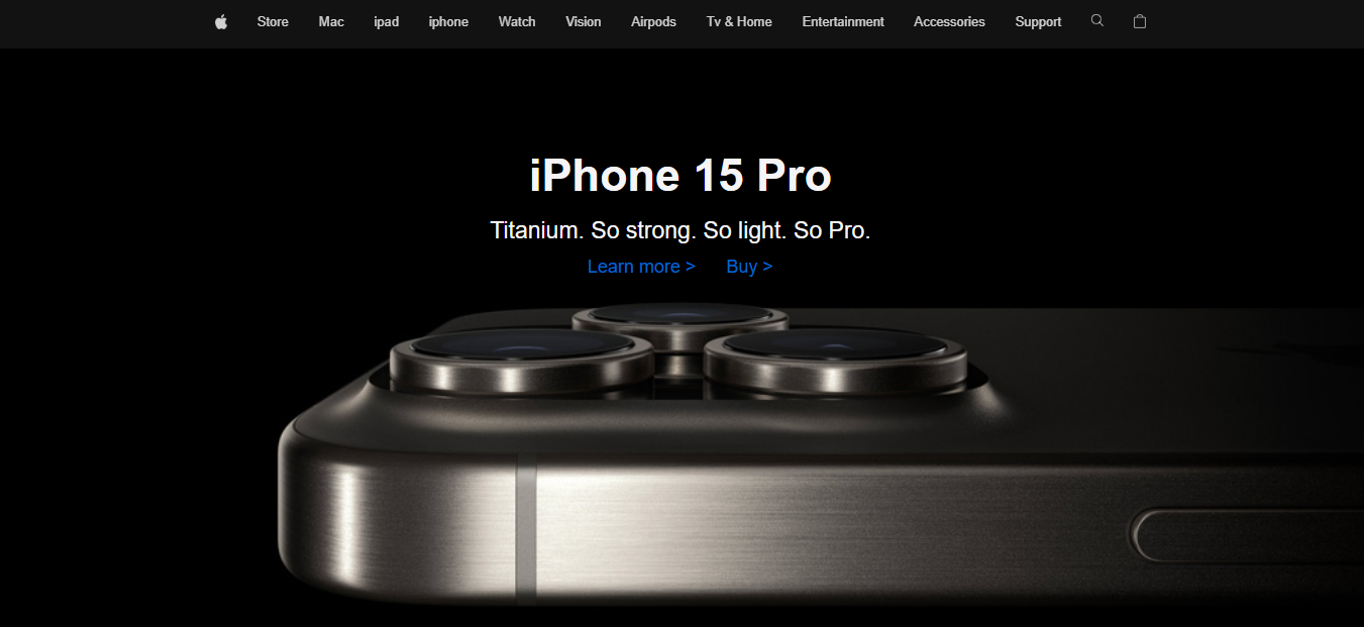 Store Mac ipad iphone Watch Vision Airpods Tv & Home Entertainment Accessories Support
iPhone 15 Pro
Titanium. So strong. So light. So Pro.
Learn more > Buy >